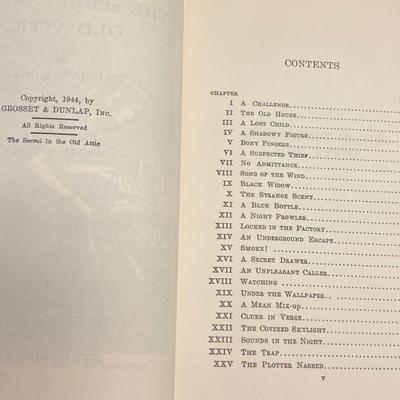 Copyright, 1944, by
GROSSET & DUNLAP, Inc.
All Rights Reserved
The Secret in the Old Attic
CONTENTS
CHAPTER
I A Challenge
II The Old House
III A Lost Child
IV A Shadowy Figure
V Bony Fingers
VI A Suspected Thief
VII No Admittance
VIII Song of the Wind
IX Black Widow
X The Strange Scent
XI A Blue Bottle
XII A Night Prowler
XIII Locked in the Factory
XIV An Underground Escape
XV Smoke!
XVI A Secret Drawer
XVII An Unpleasant Caller
XVIII Watching
XIX Under the Wallpaper
XX A Mean Mix-up
XXI Clues in Verse
XXII The Covered Skylight
XXIII Sounds in the Night
XXIV The Trap
XXV The Plotter Nabbed
v